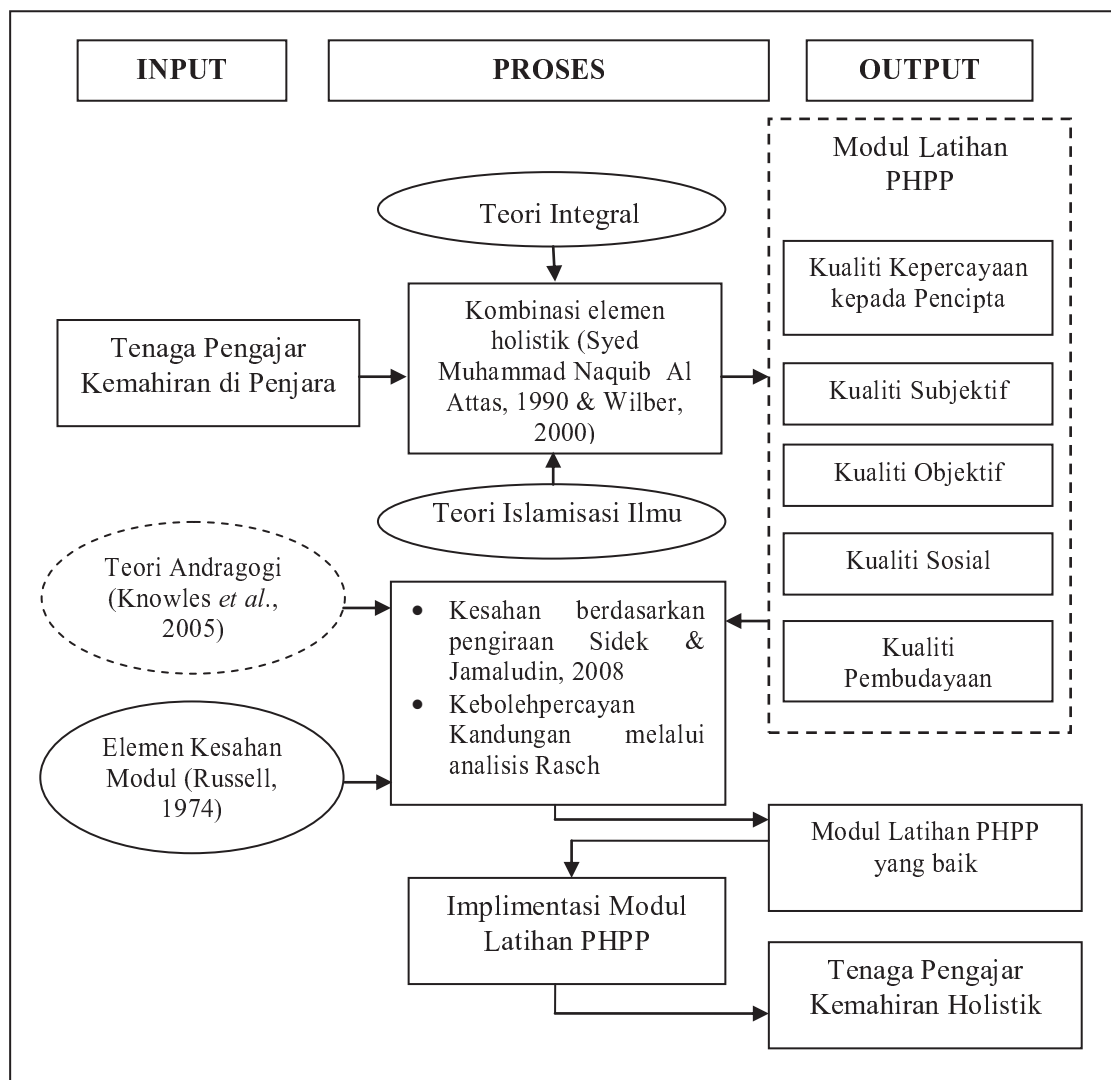 INPUT
PROSES
OUTPUT
Modul Latihan
PHPP
Teori Integral
Kualiti Kepercayaan
kepada Pencipta
Kombinasi elemen
holistik (Syed
Muhammad Naquib Al
Attas, 1990 & Wilber,
2000)
Tenaga Pengajar
Kemahiran di Penjara
Kualiti Subjektif
Kualiti Objektif
Teori Islamisasi Ilmu
Kualiti Sosial
Teori Andragogi
(Knowles et al.,
2005)
• Kesahan berdasarkan
pengiraan Sidek &
Jamaludin, 2008
• Kebolehpercayan
Kandungan melalui
analisis Rasch
Kualiti
Pembudayaan
Elemen Kesahan
Modul (Russell,
1974)
Modul Latihan PHPP
yang baik
Implimentasi Modul
Latihan PHPP
Tenaga Pengajar
Kemahiran Holistik